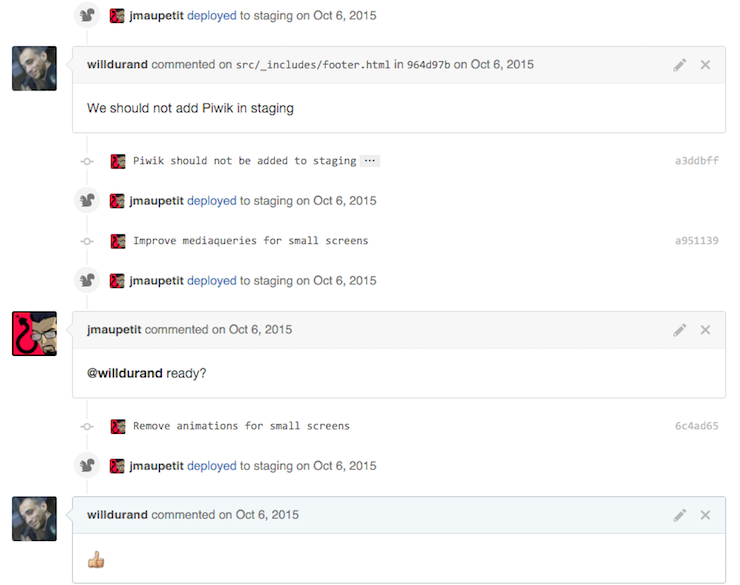 jmaupetit deployed to staging on Oct 6, 2015
willdurand commented on src/_includes/footer.html in 964d97b on Oct 6, 2015
We should not add Piwik in staging
Piwik should not be added to staging ...
a3ddbff
jmaupetit deployed to staging on Oct 6, 2015
Improve mediaqueries for small screens
a951139
jmaupetit deployed to staging on Oct 6, 2015
jmaupetit commented on Oct 6, 2015
@willdurand ready?
Remove animations for small screens
6c4ad65
jmaupetit deployed to staging on Oct 6, 2015
willdurand commented on Oct 6, 2015